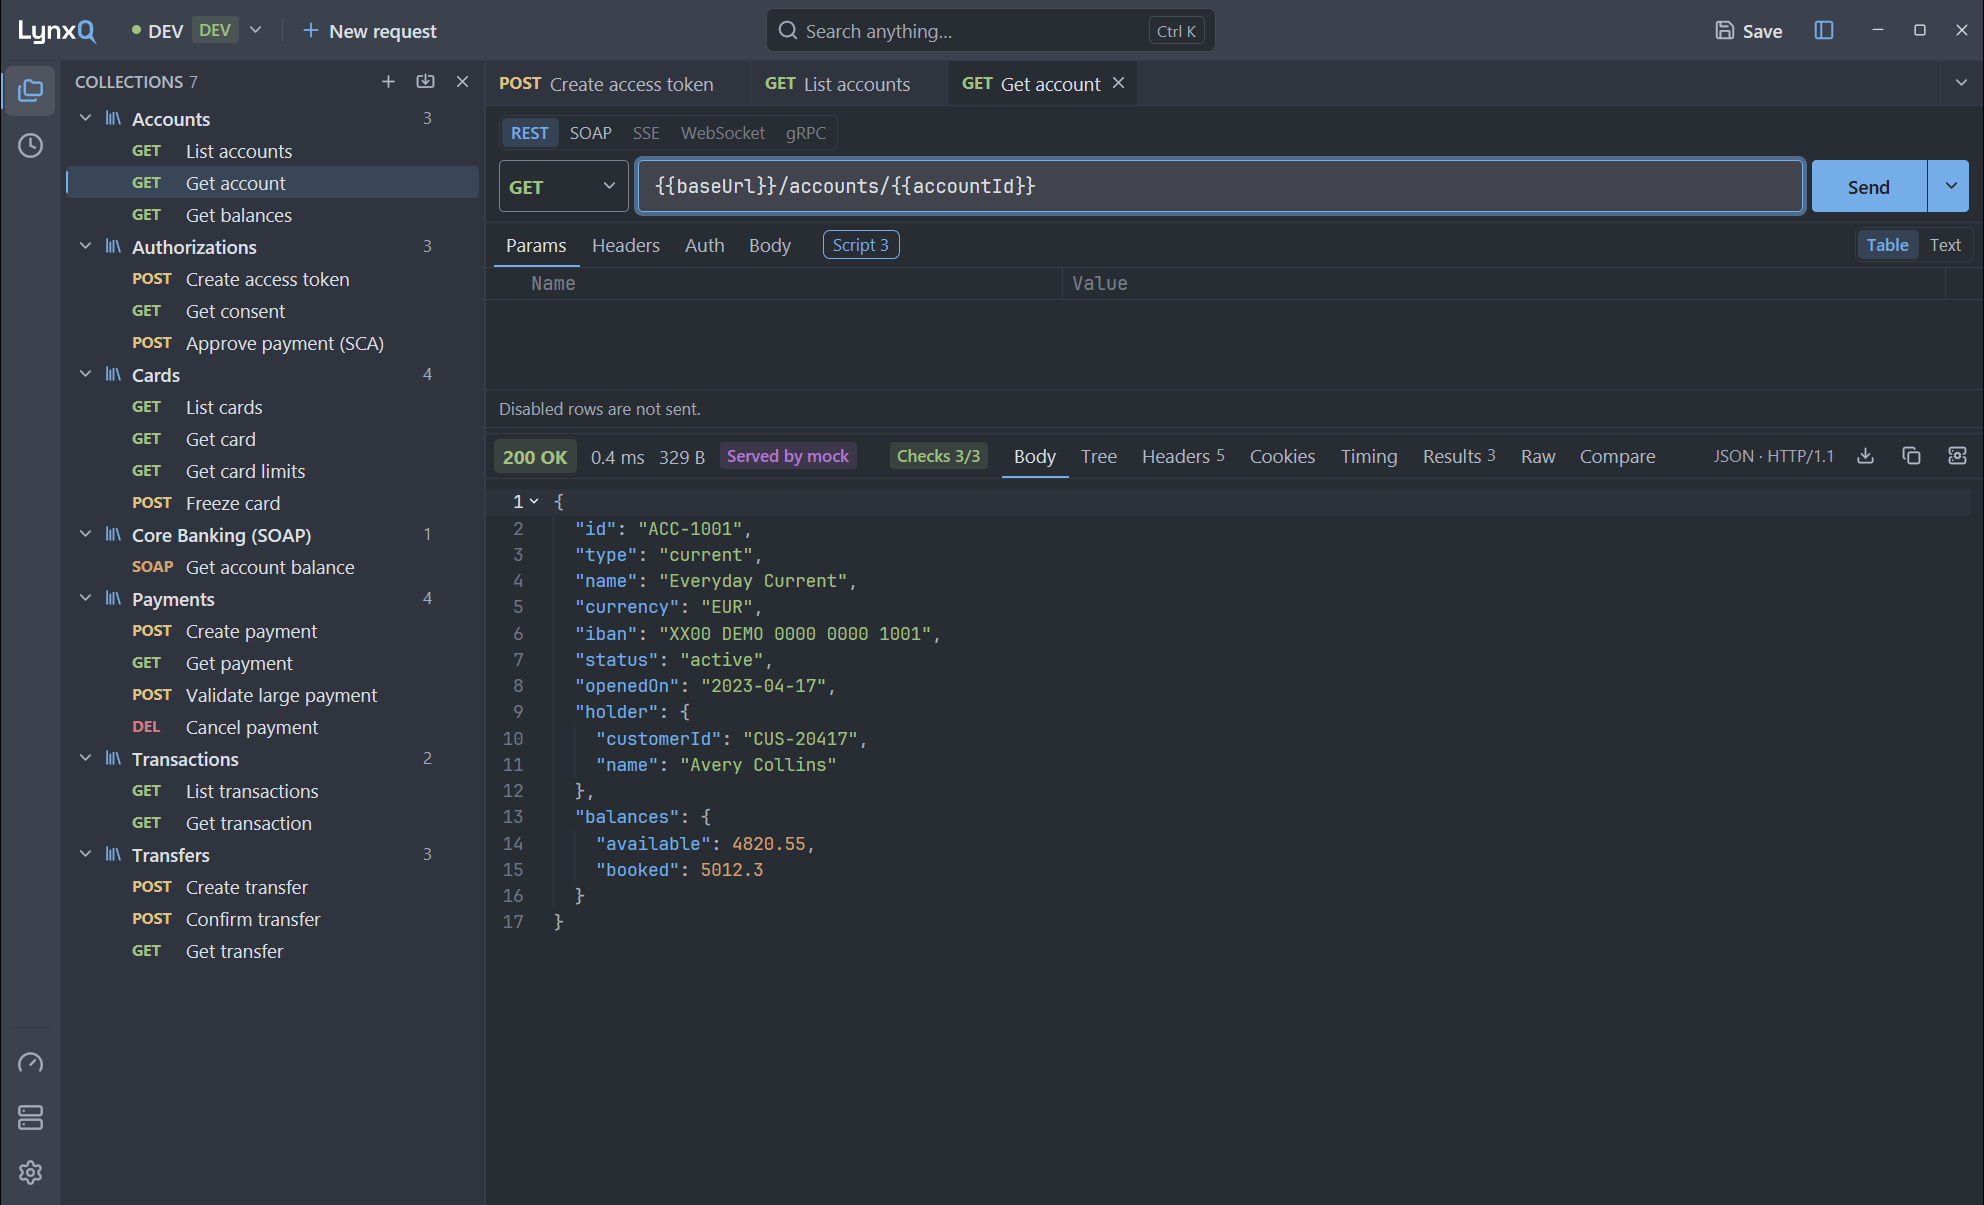 LynxQ DEV DEV New request Search anything... Ctrl K Save
COLLECTIONS 7
Accounts 3
GET List accounts
GET Get account
GET Get balances
Authorizations 3
POST Create access token
GET Get consent
POST Approve payment (SCA)
Cards 4
GET List cards
GET Get card
GET Get card limits
POST Freeze card
Core Banking (SOAP) 1
SOAP Get account balance
Payments 4
POST Create payment
GET Get payment
POST Validate large payment
DEL Cancel payment
Transactions 2
GET List transactions
GET Get transaction
Transfers 3
POST Create transfer
POST Confirm transfer
GET Get transfer
POST Create access token GET List accounts GET Get account
REST SOAP SSE WebSocket gRPC
GET {{baseUrl}}/accounts/{{accountId}} Send
Params Headers Auth Body Script 3 Table Text
Name Value
Disabled rows are not sent.
200 OK 0.4 ms 329 B Served by mock Checks 3/3 Body Tree Headers 5 Cookies Timing Results 3 Raw Compare JSON · HTTP/1.1
1 {
2 "id": "ACC-1001",
3 "type": "current",
4 "name": "Everyday Current",
5 "currency": "EUR",
6 "iban": "XX00 DEMO 0000 0000 1001",
7 "status": "active",
8 "openedOn": "2023-04-17",
9 "holder": {
10 "customerId": "CUS-20417",
11 "name": "Avery Collins"
12 },
13 "balances": {
14 "available": 4820.55,
15 "booked": 5012.3
16 }
17 }